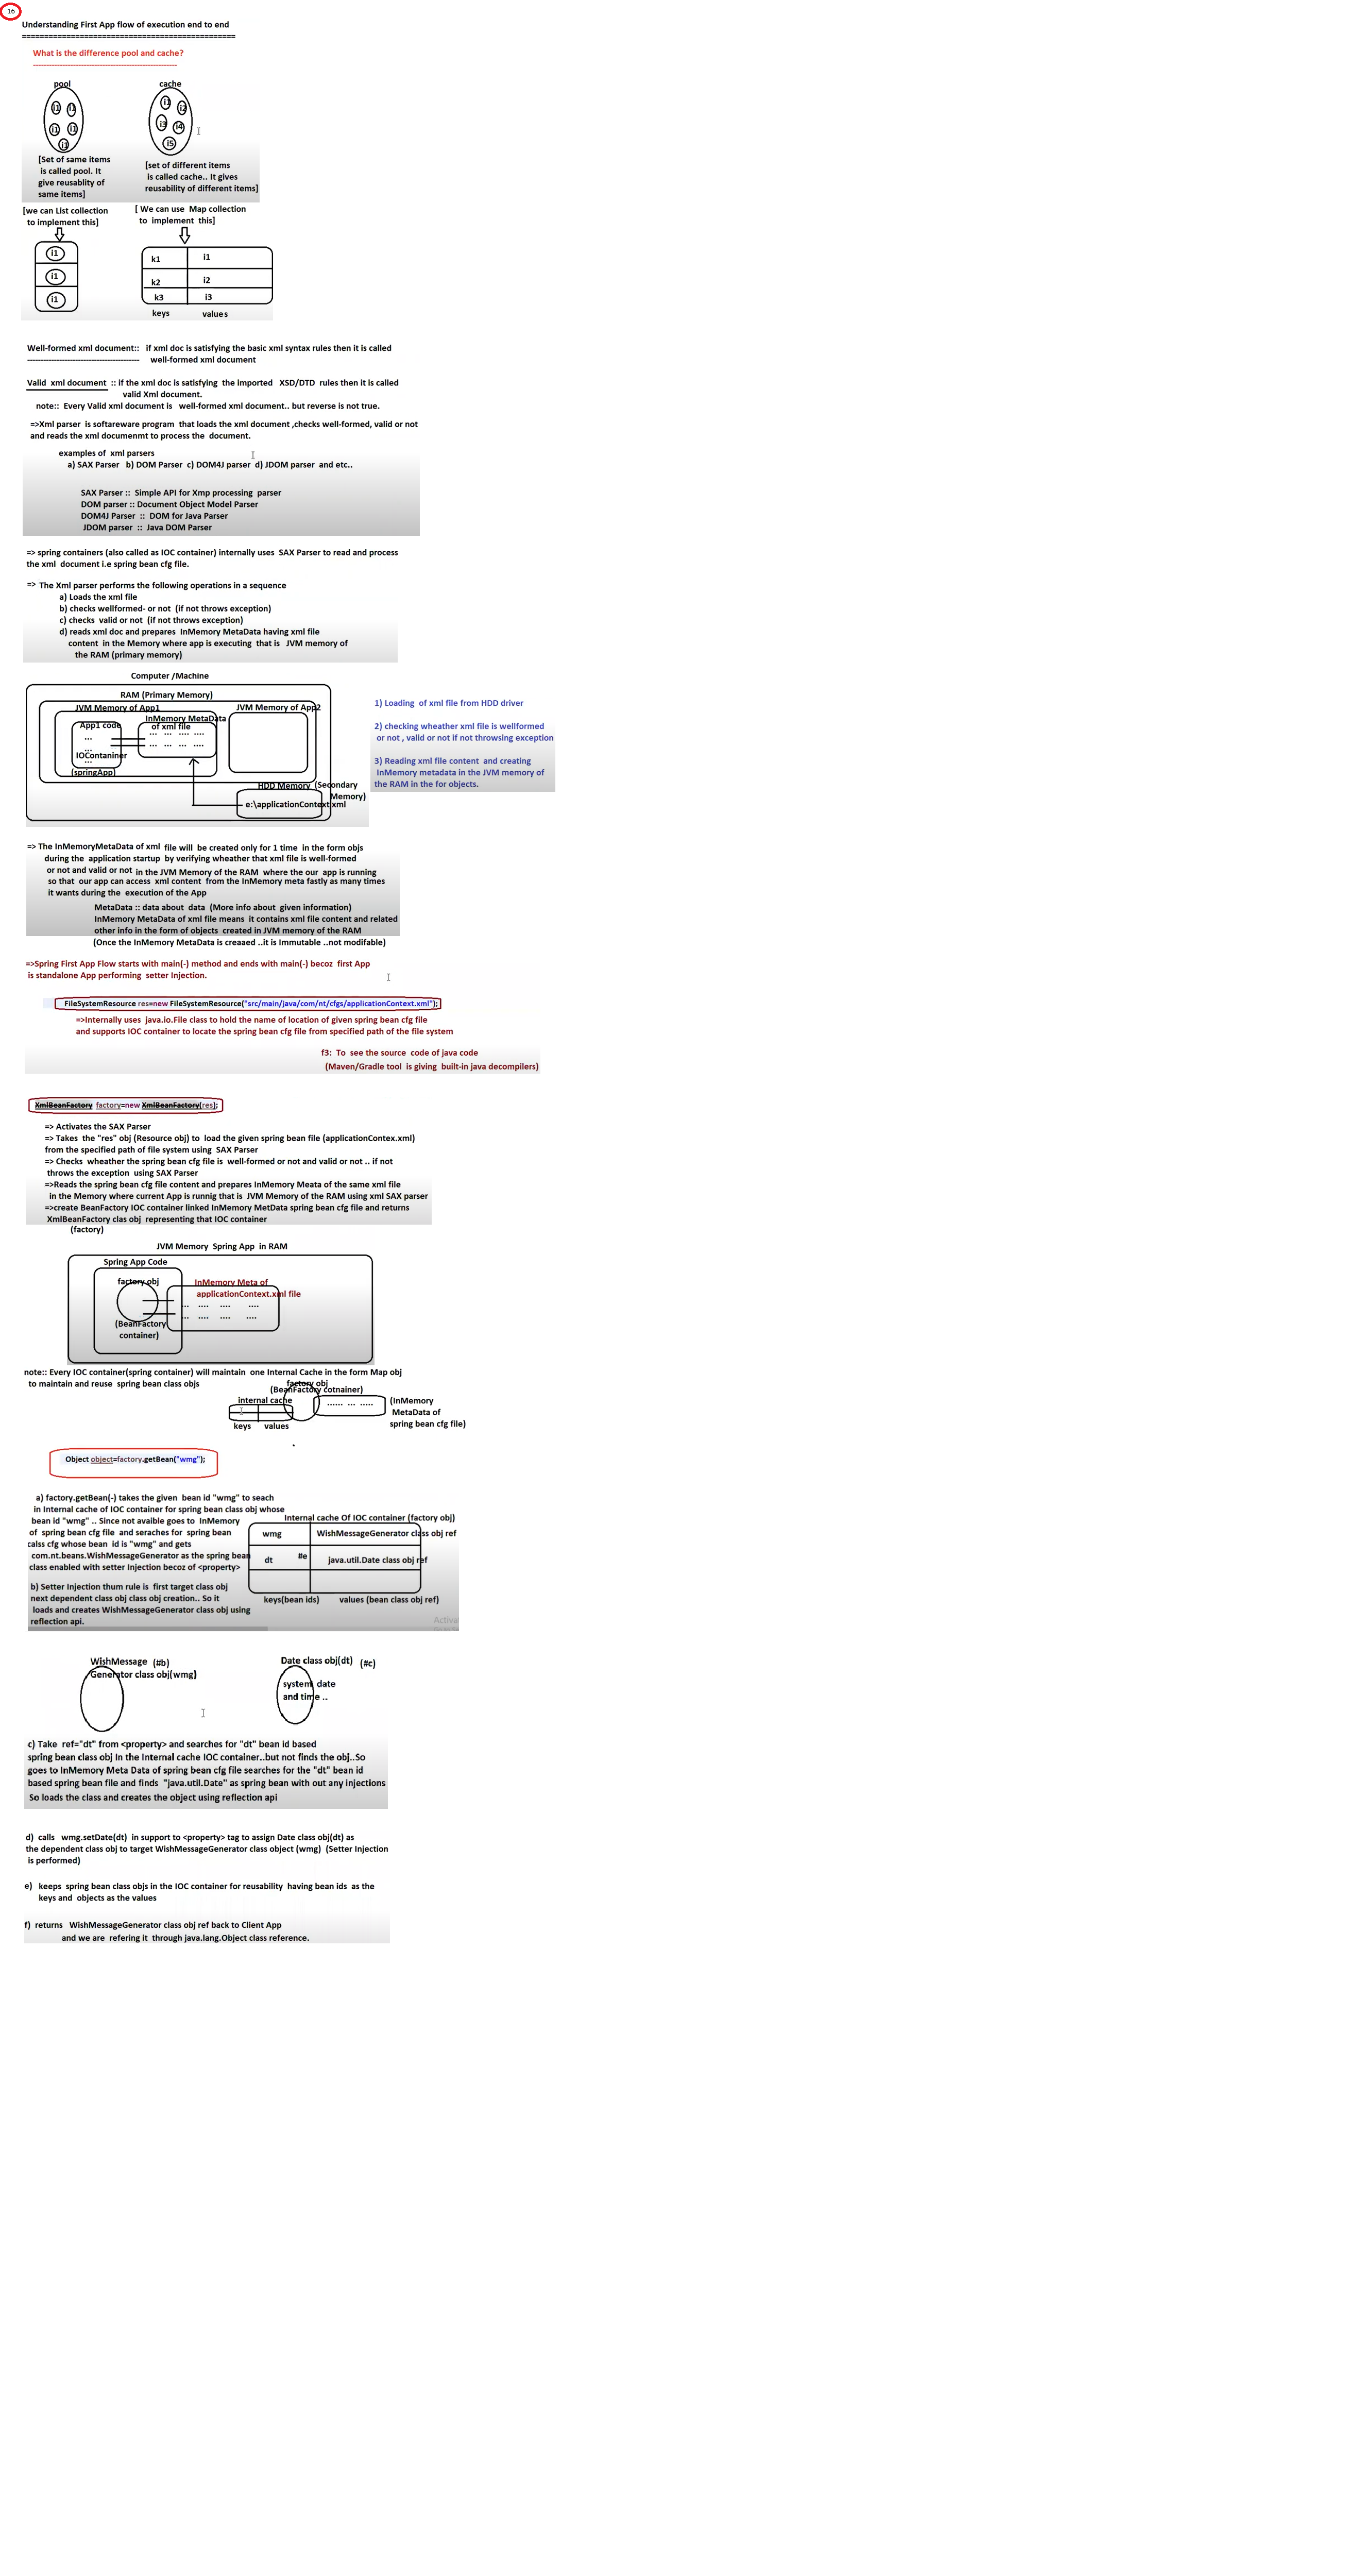 16
Understanding First App flow of execution end to end
================================================
What is the difference pool and cache?
------------------------------------------------------
pool
cache
i1 i1
i1 i1
i1
i1
i2
i3 i4
i5
[Set of same items
is called pool. It
give reusablity of
same items]
[set of different items
is called cache.. It gives
reusability of different items]
[we can List collection
to implement this]
[ We can use Map collection
to implement this]
i1
i1
i1
k1 i1
k2 i2
k3 i3
keys values
Well-formed xml document:: if xml doc is satisfying the basic xml syntax rules then it is called
------------------------------------------ well-formed xml document
Valid xml document :: if the xml doc is satisfying the imported XSD/DTD rules then it is called
valid Xml document.
note:: Every Valid xml document is well-formed xml document.. but reverse is not true.
=>Xml parser is softareware program that loads the xml document ,checks well-formed, valid or not
and reads the xml documenmt to process the document.
examples of xml parsers
a) SAX Parser b) DOM Parser c) DOM4J parser d) JDOM parser and etc..
SAX Parser :: Simple API for Xmp processing parser
DOM parser :: Document Object Model Parser
DOM4J Parser :: DOM for Java Parser
JDOM parser :: Java DOM Parser
=> spring containers (also called as IOC container) internally uses SAX Parser to read and process
the xml document i.e spring bean cfg file.
=> The Xml parser performs the following operations in a sequence
a) Loads the xml file
b) checks wellformed- or not (if not throws exception)
c) checks valid or not (if not throws exception)
d) reads xml doc and prepares InMemory MetaData having xml file
content in the Memory where app is executing that is JVM memory of
the RAM (primary memory)
Computer /Machine
RAM (Primary Memory)
JVM Memory of App1
JVM Memory of App2
InMemory MetaData
of xml file
App1 code
... ... ... ... ....
... ... ... ... ....
IOContaniner
...
(springApp)
HDD Memory (Secondary
Memory)
e:\applicationContext.xml
1) Loading of xml file from HDD driver
2) checking wheather xml file is wellformed
or not , valld or not if not throwsing exception
3) Reading xml file content and creating
InMemory metadata in the JVM memory of
the RAM in the for objects.
=> The InMemoryMetaData of xml file will be created only for 1 time in the form objs
during the application startup by verifying wheather that xml file is well-formed
or not and valid or not in the JVM Memory of the RAM where the our app is running
so that our app can access xml content from the InMemory meta fastly as many times
it wants during the execution of the App
MetaData :: data about data (More info about given information)
InMemory MetaData of xml file means it contains xml file content and related
other info in the form of objects created in JVM memory of the RAM
(Once the InMemory MetaData is creaaed ..it is Immutable ..not modifable)
=>Spring First App Flow starts with main(-) method and ends with main(-) becoz first App
is standalone App performing setter Injection.
FileSystemResource res=new FileSystemResource("src/main/java/com/nt/cfgs/applicationContext.xml");
=>Internally uses java.io.File class to hold the name of location of given spring bean cfg file
and supports IOC container to locate the spring bean cfg file from specified path of the file system
f3: To see the source code of java code
(Maven/Gradle tool is giving built-in java decompilers)
XmlBeanFactory factory=new XmlBeanFactory(res);
=> Activates the SAX Parser
=> Takes the "res" obj (Resource obj) to load the given spring bean file (applicationContex.xml)
from the specified path of file system using SAX Parser
=> Checks wheather the spring bean cfg file is well-formed or not and valid or not .. if not
throws the exception using SAX Parser
=>Reads the spring bean cfg file content and prepares InMemory Meata of the same xml file
in the Memory where current App is runnig that is JVM Memory of the RAM using xml SAX parser
=>create BeanFactory IOC container linked InMemory MetData spring bean cfg file and returns
XmlBeanFactory clas obj representing that IOC container
(factory)
JVM Memory Spring App in RAM
Spring App Code
factory obj
InMemory Meta of
applicationContext.xml file
... .... .... ....
... .... .... ....
(BeanFactory
container)
note:: Every IOC container(spring container) will maintain one Internal Cache in the form Map obj
to maintain and reuse spring bean class objs
factory obj
(BeanFactory cotnainer)
internal cache
...... ... .....
(InMemory
MetaData of
spring bean cfg file)
keys values
Object object=factory.getBean("wmg");
a) factory.getBean(-) takes the given bean id "wmg" to seach
in Internal cache of IOC container for spring bean class obj whose
bean id "wmg" .. Since not avaible goes to InMemory
of spring bean cfg file and seraches for spring bean
calss cfg whose bean id is "wmg" and gets
com.nt.beans.WishMessageGenerator as the spring bean
class enabled with setter Injection becoz of <property>
Internal cache Of IOC container (factory obj)
wmg WishMessageGenerator class obj ref
dt #e java.util.Date class obj ref
keys(bean ids) values (bean class obj ref)
b) Setter Injection thum rule is first target class obj
next dependent class obj class obj creation.. So it
loads and creates WishMessageGenerator class obj using
reflection api.
WishMessage (#b)
Generator class obj(wmg)
Date class obj(dt) (#c)
system date
and time ..
c) Take ref="dt" from <property> and searches for "dt" bean id based
spring bean class obj In the Internal cache IOC container..but not finds the obj..So
goes to InMemory Meta Data of spring bean cfg file searches for the "dt" bean id
based spring bean file and finds "java.util.Date" as spring bean with out any injections
So loads the class and creates the object using reflection api
d) calls wmg.setDate(dt) in support to <property> tag to assign Date class obj(dt) as
the dependent class obj to target WishMessageGenerator class object (wmg) (Setter Injection
is performed)
e) keeps spring bean class objs in the IOC container for reusability having bean ids as the
keys and objects as the values
f) returns WishMessageGenerator class obj ref back to Client App
and we are refering it through java.lang.Object class reference.